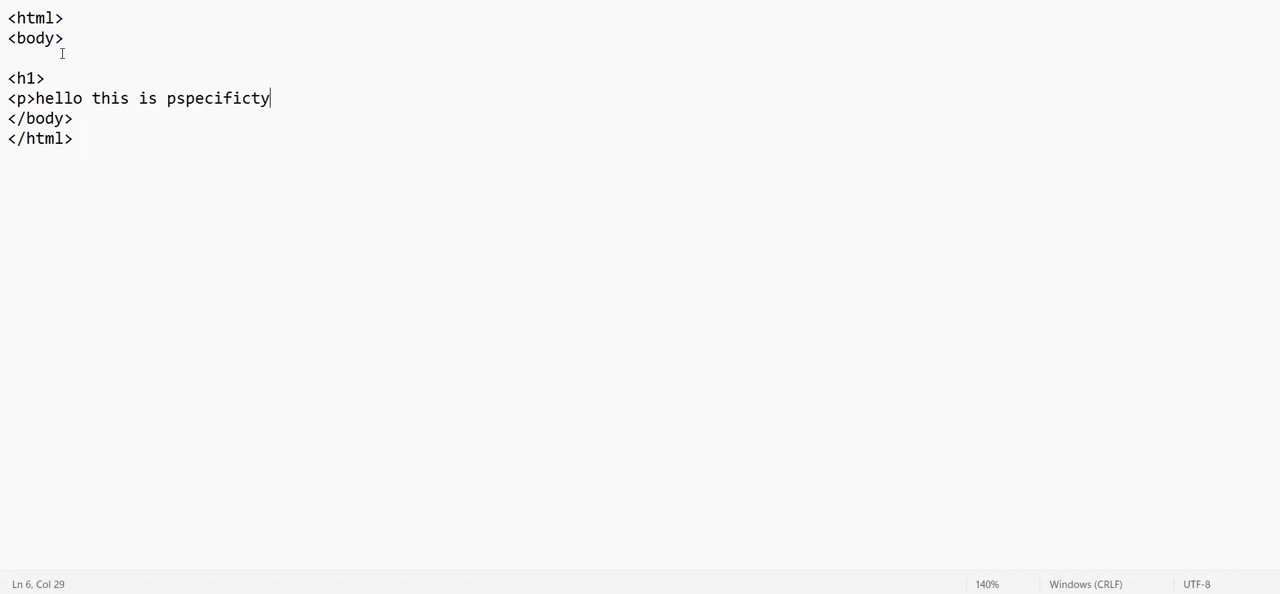 <html>
<body>
<h1>
<p>hello this is pspecificty
</body>
</html>
Ln 6, Col 29
140%
Windows (CRLF)
UTF-8